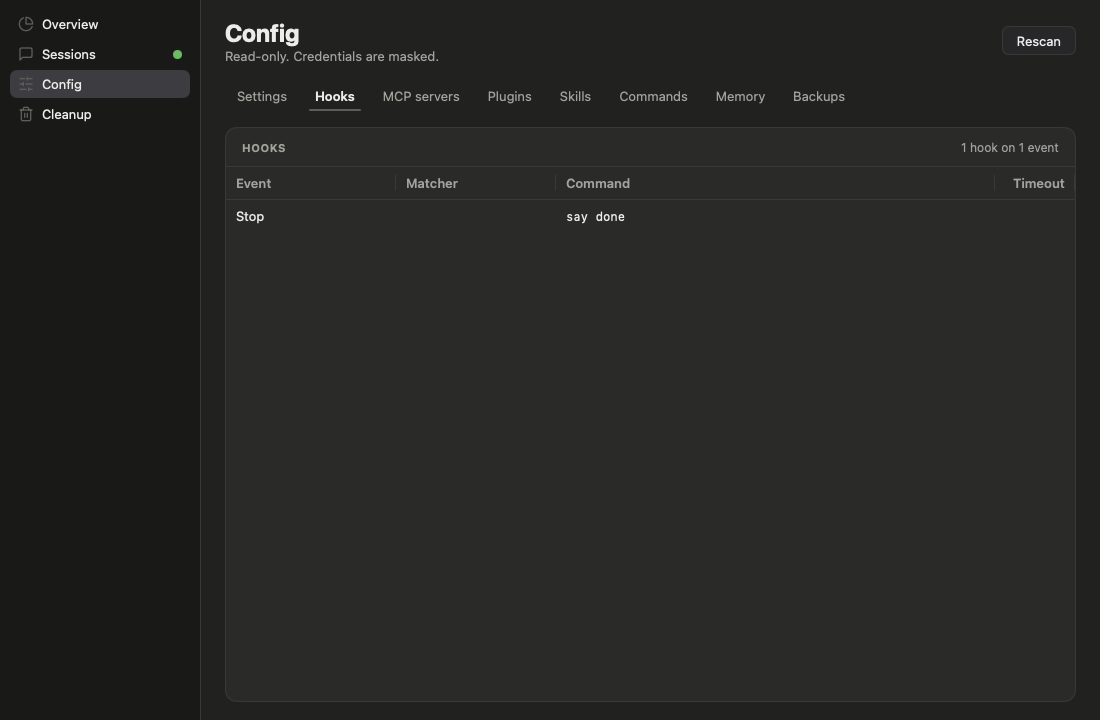 Overview
Sessions
Config
Cleanup
Config
Read-only. Credentials are masked.
Rescan
Settings Hooks MCP servers Plugins Skills Commands Memory Backups
HOOKS 1 hook on 1 event
Event Matcher Command Timeout
Stop say done